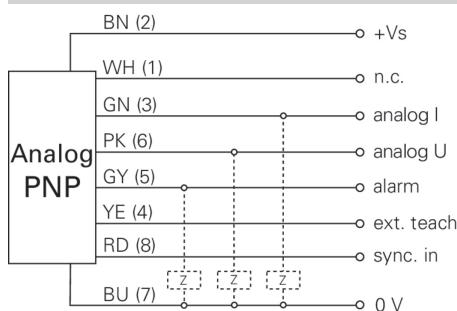 BN (2) +Vs
WH (1) n.c.
GN (3) analog I
PK (6) analog U
Analog
PNP
GY (5) alarm
YE (4) ext. teach
RD (8) sync. in
Z Z Z
BU (7) 0 V